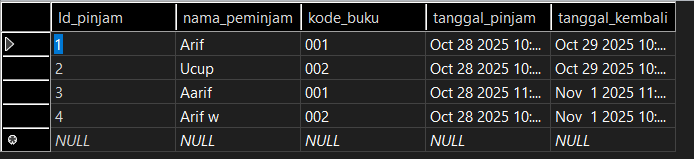 Id_pinjam nama_peminjam kode_buku tanggal_pinjam tanggal_kembali
1 Arif 001 Oct 28 2025 10:... Oct 29 2025 10:...
2 Ucup 002 Oct 28 2025 10:... Oct 29 2025 10:...
3 Aarif 001 Oct 28 2025 11:... Nov 1 2025 11:...
4 Arif w 002 Oct 28 2025 10:... Nov 1 2025 10:...
NULL NULL NULL NULL NULL